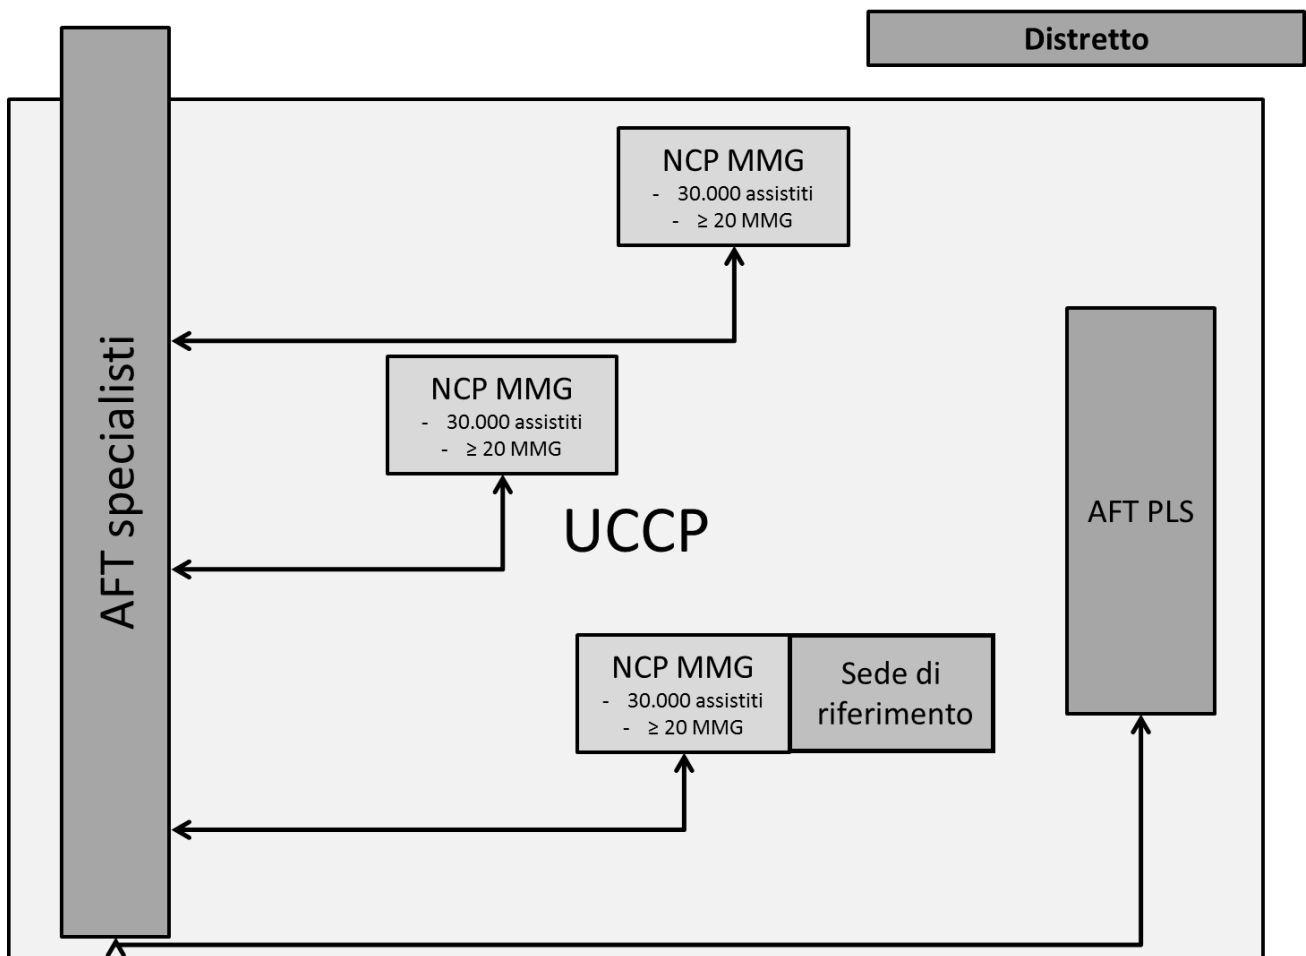 Distretto
NCP MMG
- 30.000 assistiti
- ≥ 20 MMG
AFT specialisti
NCP MMG
- 30.000 assistiti
- ≥ 20 MMG
UCCP
AFT PLS
NCP MMG
- 30.000 assistiti
- ≥ 20 MMG
Sede di
riferimento